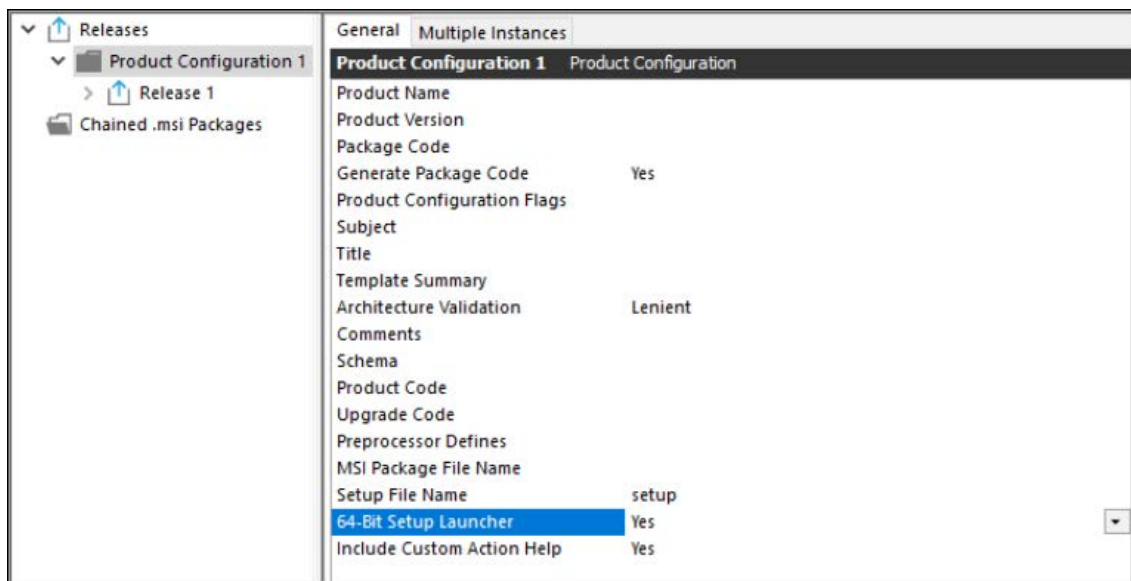 Releases
Product Configuration 1
Release 1
Chained .msi Packages
General Multiple Instances
Product Configuration 1 Product Configuration
Product Name
Product Version
Package Code
Generate Package Code Yes
Product Configuration Flags
Subject
Title
Template Summary
Architecture Validation Lenient
Comments
Schema
Product Code
Upgrade Code
Preprocessor Defines
MSI Package File Name
Setup File Name setup
64-Bit Setup Launcher Yes
Include Custom Action Help Yes